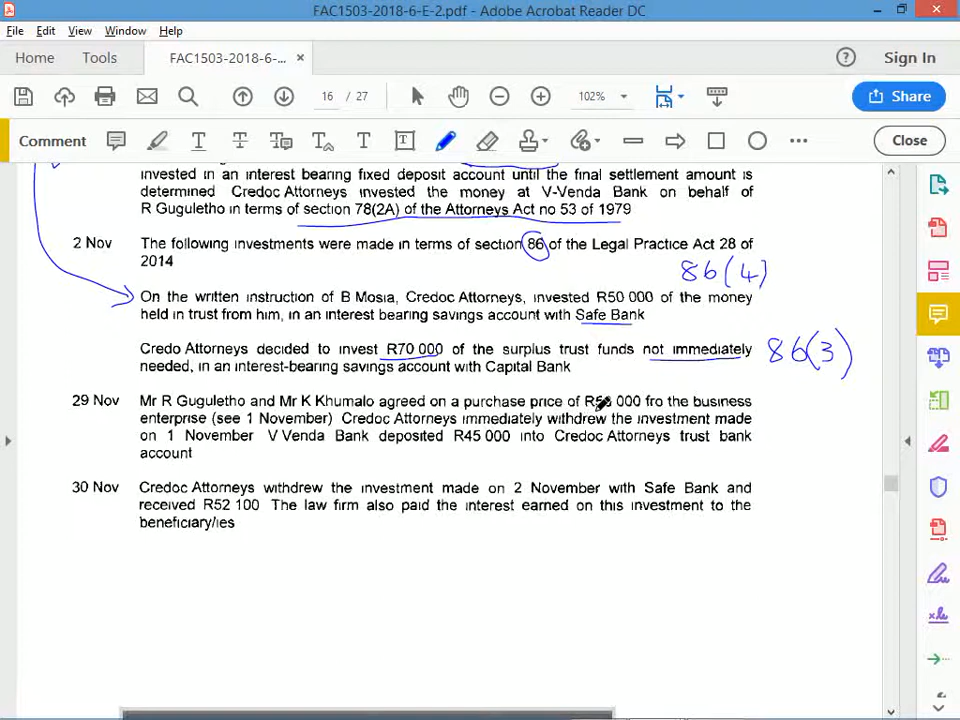 FAC1503-2018-6-E-2.pdf - Adobe Acrobat Reader DC
File Edit View Window Help
Home Tools FAC1503-2018-6-... × Sign In
16 / 27 102% Share
Comment Close
invested in an interest bearing fixed deposit account until the final settlement amount is
determined Credoc Attorneys invested the money at V-Venda Bank on behalf of
R Guguletho in terms of section 78(2A) of the Attorneys Act no 53 of 1979
2 Nov The following investments were made in terms of section 86 of the Legal Practice Act 28 of
2014
86(4)
On the written instruction of B Mosia, Credoc Attorneys, invested R50 000 of the money
held in trust from him, in an interest bearing savings account with Safe Bank
Credo Attorneys decided to invest R70 000 of the surplus trust funds not immediately 86(3)
needed, in an interest-bearing savings account with Capital Bank
29 Nov Mr R Guguletho and Mr K Khumalo agreed on a purchase price of 000 fro the business
enterprise (see 1 November) Credoc Attorneys immediately withdrew the investment made
on 1 November V Venda Bank deposited R45 000 into Credoc Attorneys trust bank
account
30 Nov Credoc Attorneys withdrew the investment made on 2 November with Safe Bank and
received R52 100 The law firm also paid the interest earned on this investment to the
beneficiary/ies